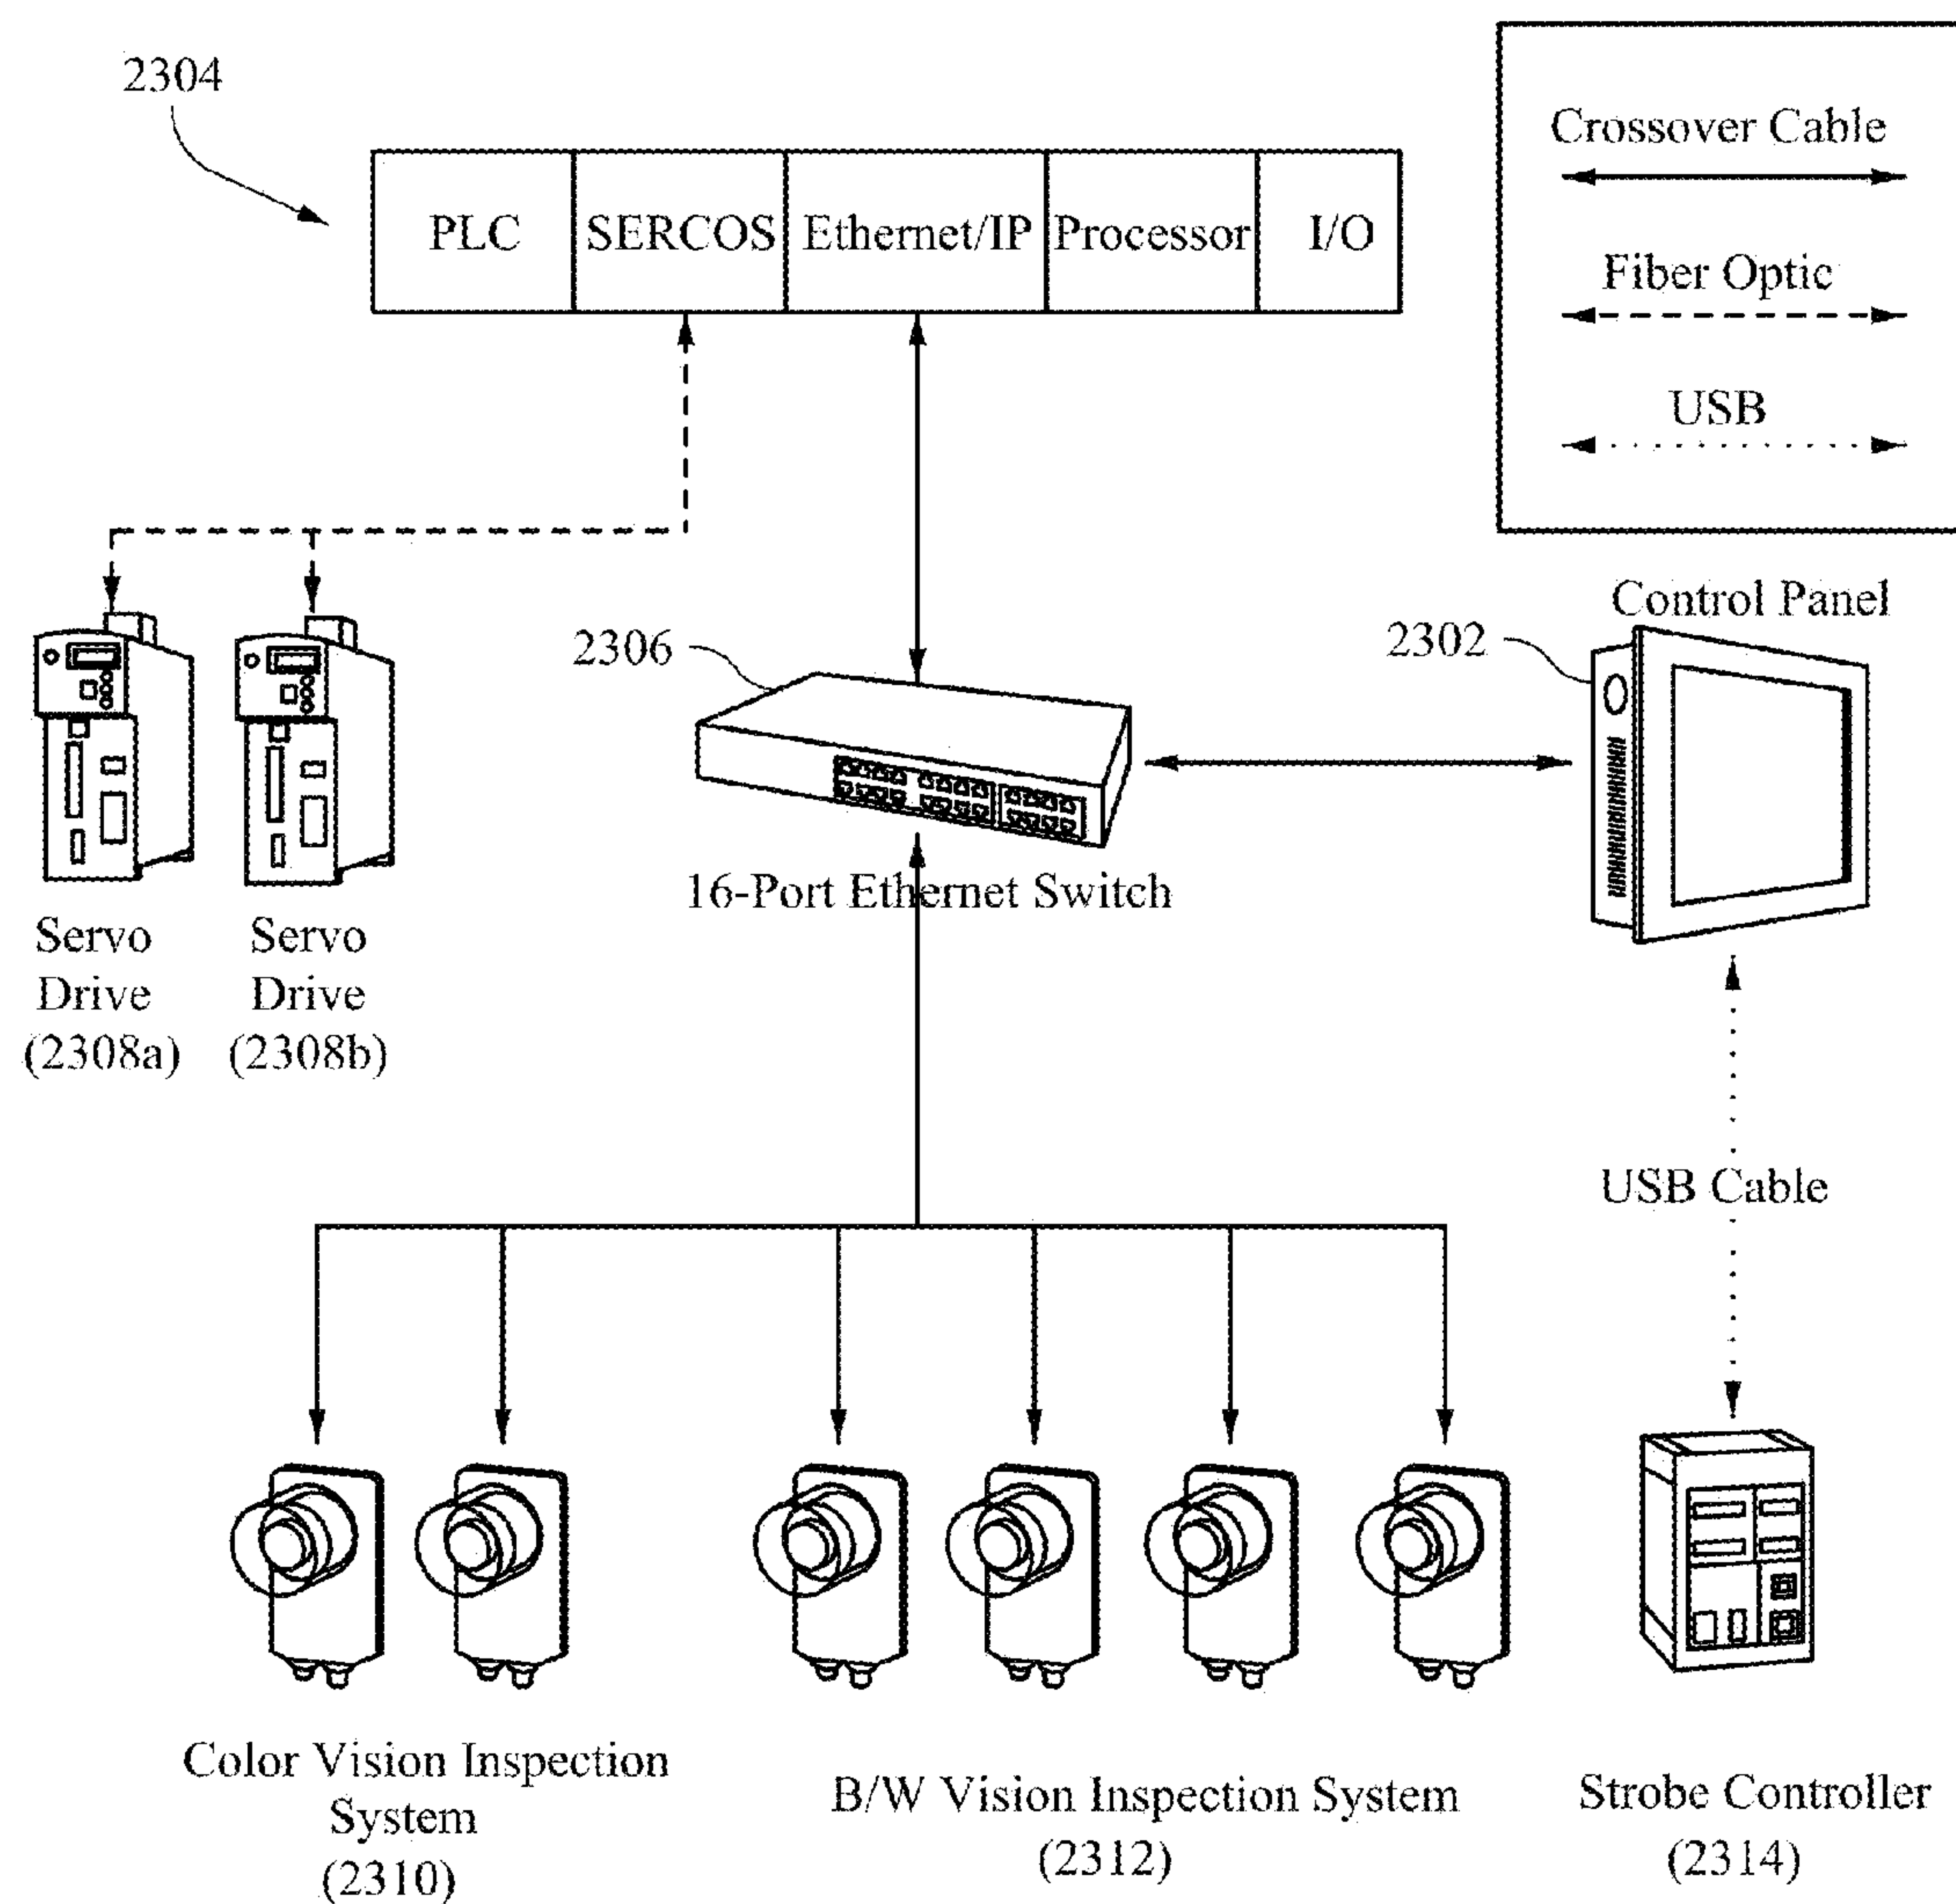 2304
PLC SERCOS Ethernet/IP Processor I/O
Crossover Cable
Fiber Optic
USB
Control Panel
2306
2302
16-Port Ethernet Switch
Servo
Drive
(2308a)
Servo
Drive
(2308b)
USB Cable
Color Vision Inspection
System
(2310)
B/W Vision Inspection System
(2312)
Strobe Controller
(2314)